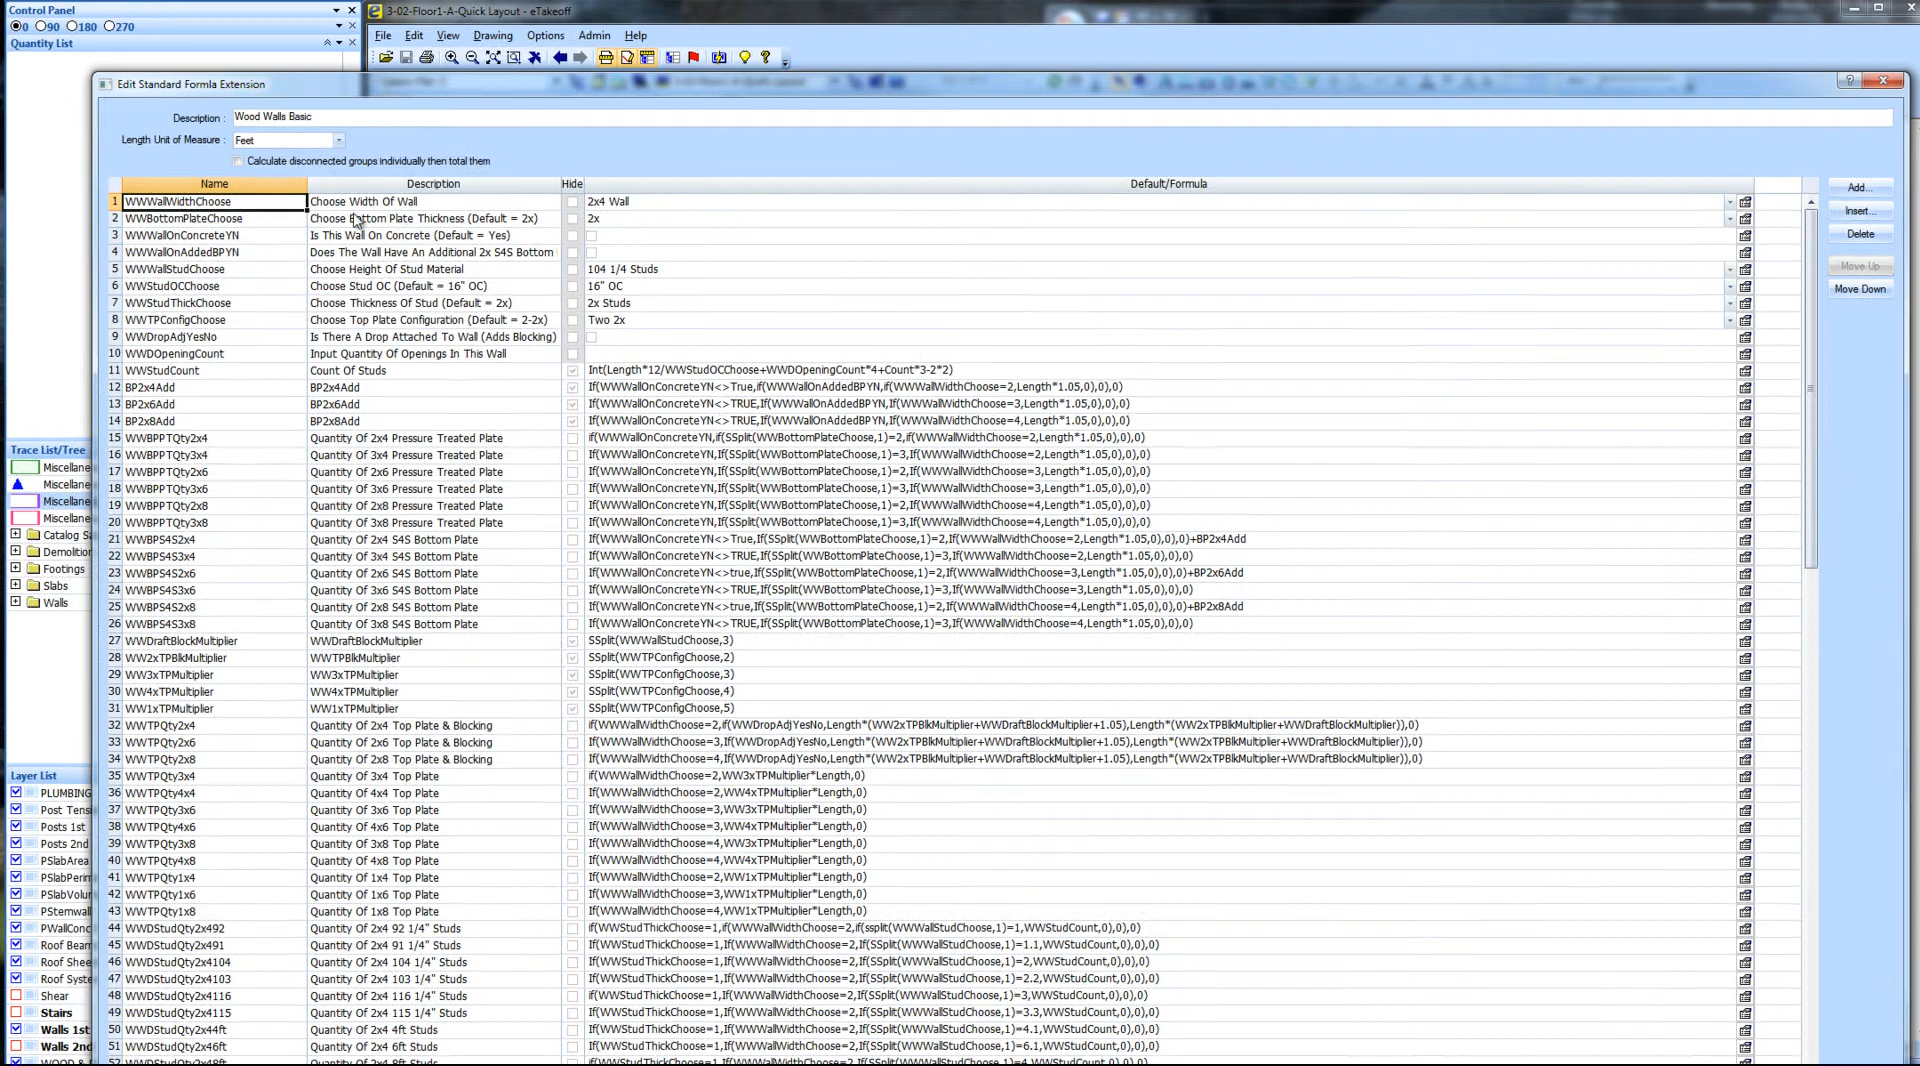 Control Panel
0 90 180 270
Quantity List
3-02-Floor1-A-Quick Layout - eTakeoff
File Edit View Drawing Options Admin Help
Edit Standard Formla Extension
Description : Wood Walls Basic
Length Unit of Measure : Feet
Calculate disconnected groups individually then total them
Name Description Hide Default/Formula
1 WWWallWidthChoose Choose Width Of Wall 2x4 Wall
2 WWBottomPlateChoose Choose Bottom Plate Thickness (Default = 2x) 2x
3 WWWallOnConcreteYN Is This Wall On Concrete (Default = Yes)
4 WWWallOnAddedBPYN Does The Wall Have An Additional 2x S4S Bottom
5 WWWallStudChoose Choose Height Of Stud Material 104 1/4 Studs
6 WWStudOCChoose Choose Stud OC (Default = 16" OC) 16" OC
7 WWStudThickChoose Choose Thickness Of Stud (Default = 2x) 2x Studs
8 WWTPConfigChoose Choose Top Plate Configuration (Default = 2-2x) Two 2x
9 WWDropAdjYesNo Is There A Drop Attached To Wall (Adds Blocking)
10 WWDOpeningCount Input Quantity Of Openings In This Wall
11 WWStudCount Count Of Studs Int(Length*12/WWStudOCChoose+WWDOpeningCount*4+Count*3-2*2)
12 BP2x4Add BP2x4Add If(WWWallOnConcreteYN<>True,if(WWWallOnAddedBPYN,if(WWWallWidthChoose=2,Length*1.05,0),0),0)
13 BP2x6Add BP2x6Add If(WWWallOnConcreteYN<>TRUE,If(WWWallOnAddedBPYN,If(WWWallWidthChoose=3,Length*1.05,0),0),0)
14 BP2x8Add BP2x8Add If(WWWallOnConcreteYN<>TRUE,If(WWWallOnAddedBPYN,If(WWWallWidthChoose=4,Length*1.05,0),0),0)
15 WWBPPTQty2x4 Quantity Of 2x4 Pressure Treated Plate if(WWWallOnConcreteYN,if(SSplit(WWBottomPlateChoose,1)=2,if(WWWallWidthChoose=2,Length*1.05,0),0),0)
16 WWBPPTQty3x4 Quantity Of 3x4 Pressure Treated Plate If(WWWallOnConcreteYN,If(SSplit(WWBottomPlateChoose,1)=3,If(WWWallWidthChoose=2,Length*1.05,0),0),0)
17 WWBPPTQty2x6 Quantity Of 2x6 Pressure Treated Plate If(WWWallOnConcreteYN,If(SSplit(WWBottomPlateChoose,1)=2,If(WWWallWidthChoose=3,Length*1.05,0),0),0)
18 WWBPPTQty3x6 Quantity Of 3x6 Pressure Treated Plate If(WWWallOnConcreteYN,If(SSplit(WWBottomPlateChoose,1)=3,If(WWWallWidthChoose=3,Length*1.05,0),0),0)
19 WWBPPTQty2x8 Quantity Of 2x8 Pressure Treated Plate If(WWWallOnConcreteYN,If(SSplit(WWBottomPlateChoose,1)=2,If(WWWallWidthChoose=4,Length*1.05,0),0),0)
20 WWBPPTQty3x8 Quantity Of 3x8 Pressure Treated Plate If(WWWallOnConcreteYN,If(SSplit(WWBottomPlateChoose,1)=3,If(WWWallWidthChoose=4,Length*1.05,0),0),0)
21 WWBPS4S2x4 Quantity Of 2x4 S4S Bottom Plate If(WWWallOnConcreteYN<>True,If(SSplit(WWBottomPlateChoose,1)=2,If(WWWallWidthChoose=2,Length*1.05,0),0),0)+BP2x4Add
22 WWBPS4S3x4 Quantity Of 3x4 S4S Bottom Plate If(WWWallOnConcreteYN<>TRUE,If(SSplit(WWBottomPlateChoose,1)=3,If(WWWallWidthChoose=2,Length*1.05,0),0),0)
23 WWBPS4S2x6 Quantity Of 2x6 S4S Bottom Plate If(WWWallOnConcreteYN<>true,If(SSplit(WWBottomPlateChoose,1)=2,If(WWWallWidthChoose=3,Length*1.05,0),0),0)+BP2x6Add
24 WWBPS4S3x6 Quantity Of 3x6 S4S Bottom Plate If(WWWallOnConcreteYN<>TRUE,If(SSplit(WWBottomPlateChoose,1)=3,If(WWWallWidthChoose=3,Length*1.05,0),0),0)
25 WWBPS4S2x8 Quantity Of 2x8 S4S Bottom Plate If(WWWallOnConcreteYN<>true,If(SSplit(WWBottomPlateChoose,1)=2,If(WWWallWidthChoose=4,Length*1.05,0),0),0)+BP2x8Add
26 WWBPS4S3x8 Quantity Of 3x8 S4S Bottom Plate If(WWWallOnConcreteYN<>TRUE,If(SSplit(WWBottomPlateChoose,1)=3,If(WWWallWidthChoose=4,Length*1.05,0),0),0)
27 WWDraftBlockMultiplier WWDraftBlockMultiplier SSplit(WWWallStudChoose,3)
28 WW2xTPBlkMultiplier WWTPBlkMultiplier SSplit(WWTPConfigChoose,2)
29 WW3xTPMultiplier WW3xTPMultiplier SSplit(WWTPConfigChoose,3)
30 WW4xTPMultiplier WW4xTPMultiplier SSplit(WWTPConfigChoose,4)
31 WW1xTPMultiplier WW1xTPMultiplier SSplit(WWTPConfigChoose,5)
32 WWTPQty2x4 Quantity Of 2x4 Top Plate & Blocking if(WWWallWidthChoose=2,if(WWDropAdjYesNo,Length*(WW2xTPBlkMultiplier+WWDraftBlockMultiplier+1.05),Length*(WW2xTPBlkMultiplier+WWDraftBlockMultiplier)),0)
33 WWTPQty2x6 Quantity Of 2x6 Top Plate & Blocking If(WWWallWidthChoose=3,If(WWDropAdjYesNo,Length*(WW2xTPBlkMultiplier+WWDraftBlockMultiplier+1.05),Length*(WW2xTPBlkMultiplier+WWDraftBlockMultiplier)),0)
34 WWTPQty2x8 Quantity Of 2x8 Top Plate & Blocking If(WWWallWidthChoose=4,If(WWDropAdjYesNo,Length*(WW2xTPBlkMultiplier+WWDraftBlockMultiplier+1.05),Length*(WW2xTPBlkMultiplier+WWDraftBlockMultiplier)),0)
35 WWTPQty3x4 Quantity Of 3x4 Top Plate if(WWWallWidthChoose=2,WW3xTPMultiplier*Length,0)
36 WWTPQty4x4 Quantity Of 4x4 Top Plate If(WWWallWidthChoose=2,WW4xTPMultiplier*Length,0)
37 WWTPQty3x6 Quantity Of 3x6 Top Plate If(WWWallWidthChoose=3,WW3xTPMultiplier*Length,0)
38 WWTPQty4x6 Quantity Of 4x6 Top Plate If(WWWallWidthChoose=3,WW4xTPMultiplier*Length,0)
39 WWTPQty3x8 Quantity Of 3x8 Top Plate If(WWWallWidthChoose=4,WW3xTPMultiplier*Length,0)
40 WWTPQty4x8 Quantity Of 4x8 Top Plate If(WWWallWidthChoose=4,WW4xTPMultiplier*Length,0)
41 WWTPQty1x4 Quantity Of 1x4 Top Plate If(WWWallWidthChoose=2,WW1xTPMultiplier*Length,0)
42 WWTPQty1x6 Quantity Of 1x6 Top Plate If(WWWallWidthChoose=3,WW1xTPMultiplier*Length,0)
43 WWTPQty1x8 Quantity Of 1x8 Top Plate If(WWWallWidthChoose=4,WW1xTPMultiplier*Length,0)
44 WWDStudQty2x492 Quantity Of 2x4 92 1/4" Studs if(WWStudThickChoose=1,if(WWWallWidthChoose=2,if(ssplit(WWWallStudChoose,1)=1,WWStudCount,0),0),0)
45 WWDStudQty2x491 Quantity Of 2x4 91 1/4" Studs If(WWStudThickChoose=1,If(WWWallWidthChoose=2,If(SSplit(WWWallStudChoose,1)=1.1,WWStudCount,0),0),0)
46 WWDStudQty2x4104 Quantity Of 2x4 104 1/4" Studs If(WWStudThickChoose=1,If(WWWallWidthChoose=2,If(SSplit(WWWallStudChoose,1)=2,WWStudCount,0),0),0)
47 WWDStudQty2x4103 Quantity Of 2x4 103 1/4" Studs If(WWStudThickChoose=1,If(WWWallWidthChoose=2,If(SSplit(WWWallStudChoose,1)=2.2,WWStudCount,0),0),0)
48 WWDStudQty2x4116 Quantity Of 2x4 116 1/4" Studs if(WWStudThickChoose=1,If(WWWallWidthChoose=2,If(SSplit(WWWallStudChoose,1)=3,WWStudCount,0),0),0)
49 WWDStudQty2x4115 Quantity Of 2x4 115 1/4" Studs If(WWStudThickChoose=1,If(WWWallWidthChoose=2,If(SSplit(WWWallStudChoose,1)=3.3,WWStudCount,0),0),0)
50 WWDStudQty2x44ft Quantity Of 2x4 4ft Studs If(WWStudThickChoose=1,If(WWWallWidthChoose=2,If(SSplit(WWWallStudChoose,1)=4.1,WWStudCount,0),0),0)
51 WWDStudQty2x46ft Quantity Of 2x4 6ft Studs If(WWStudThickChoose=1,If(WWWallWidthChoose=2,If(SSplit(WWWallStudChoose,1)=6.1,WWStudCount,0),0),0)
52 WWDStudQty2x48ft Quantity Of 2x4 8ft Studs If(WWStudThickChoose=1,If(WWWallWidthChoose=2,If(SSplit(WWWallStudChoose,1)=4,WWStudCount,0),0),0)
Add...
Insert...
Delete
Move Up
Move Down
Trace List/Tree
Miscellane
Miscellane
Miscellane
Miscellane
Catalog Sa
Demolition
Footings
Slabs
Walls
Layer List
PLUMBING
Post Tens
Posts 1st
Posts 2nd
PSlabArea
PSlabPerim
PSlabVolu
PStemwall
PWallConc
Roof Beam
Roof Shee
Roof Syste
Shear
Stairs
Walls 1st
Walls 2nd
WOOD &